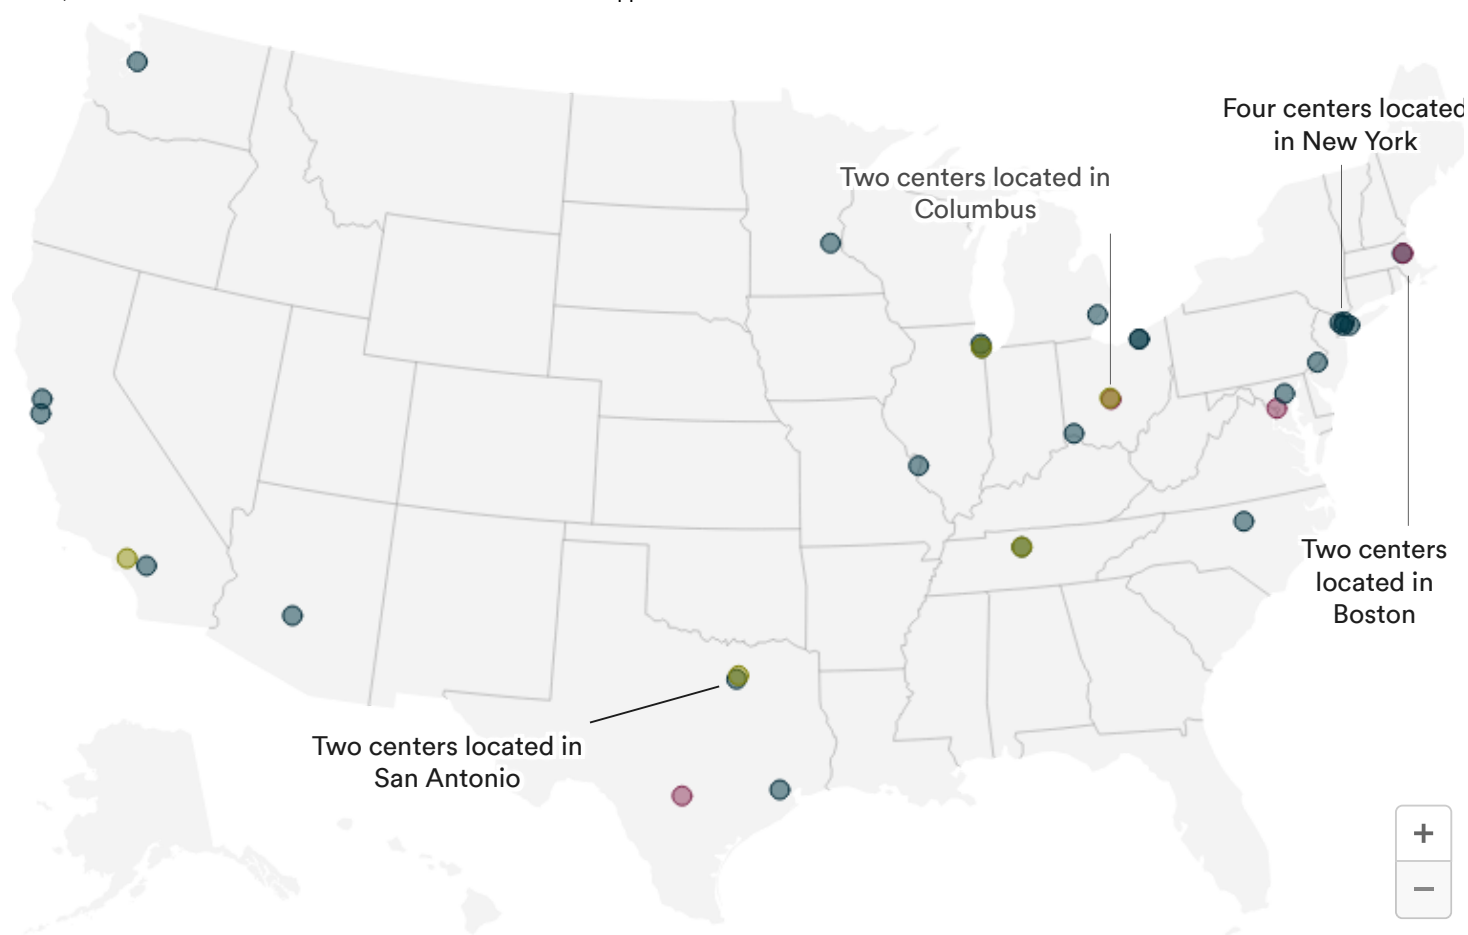 Four centers located
in New York
Two centers located in
Columbus
Two centers
located in
Boston
Two centers located in
San Antonio
+
−